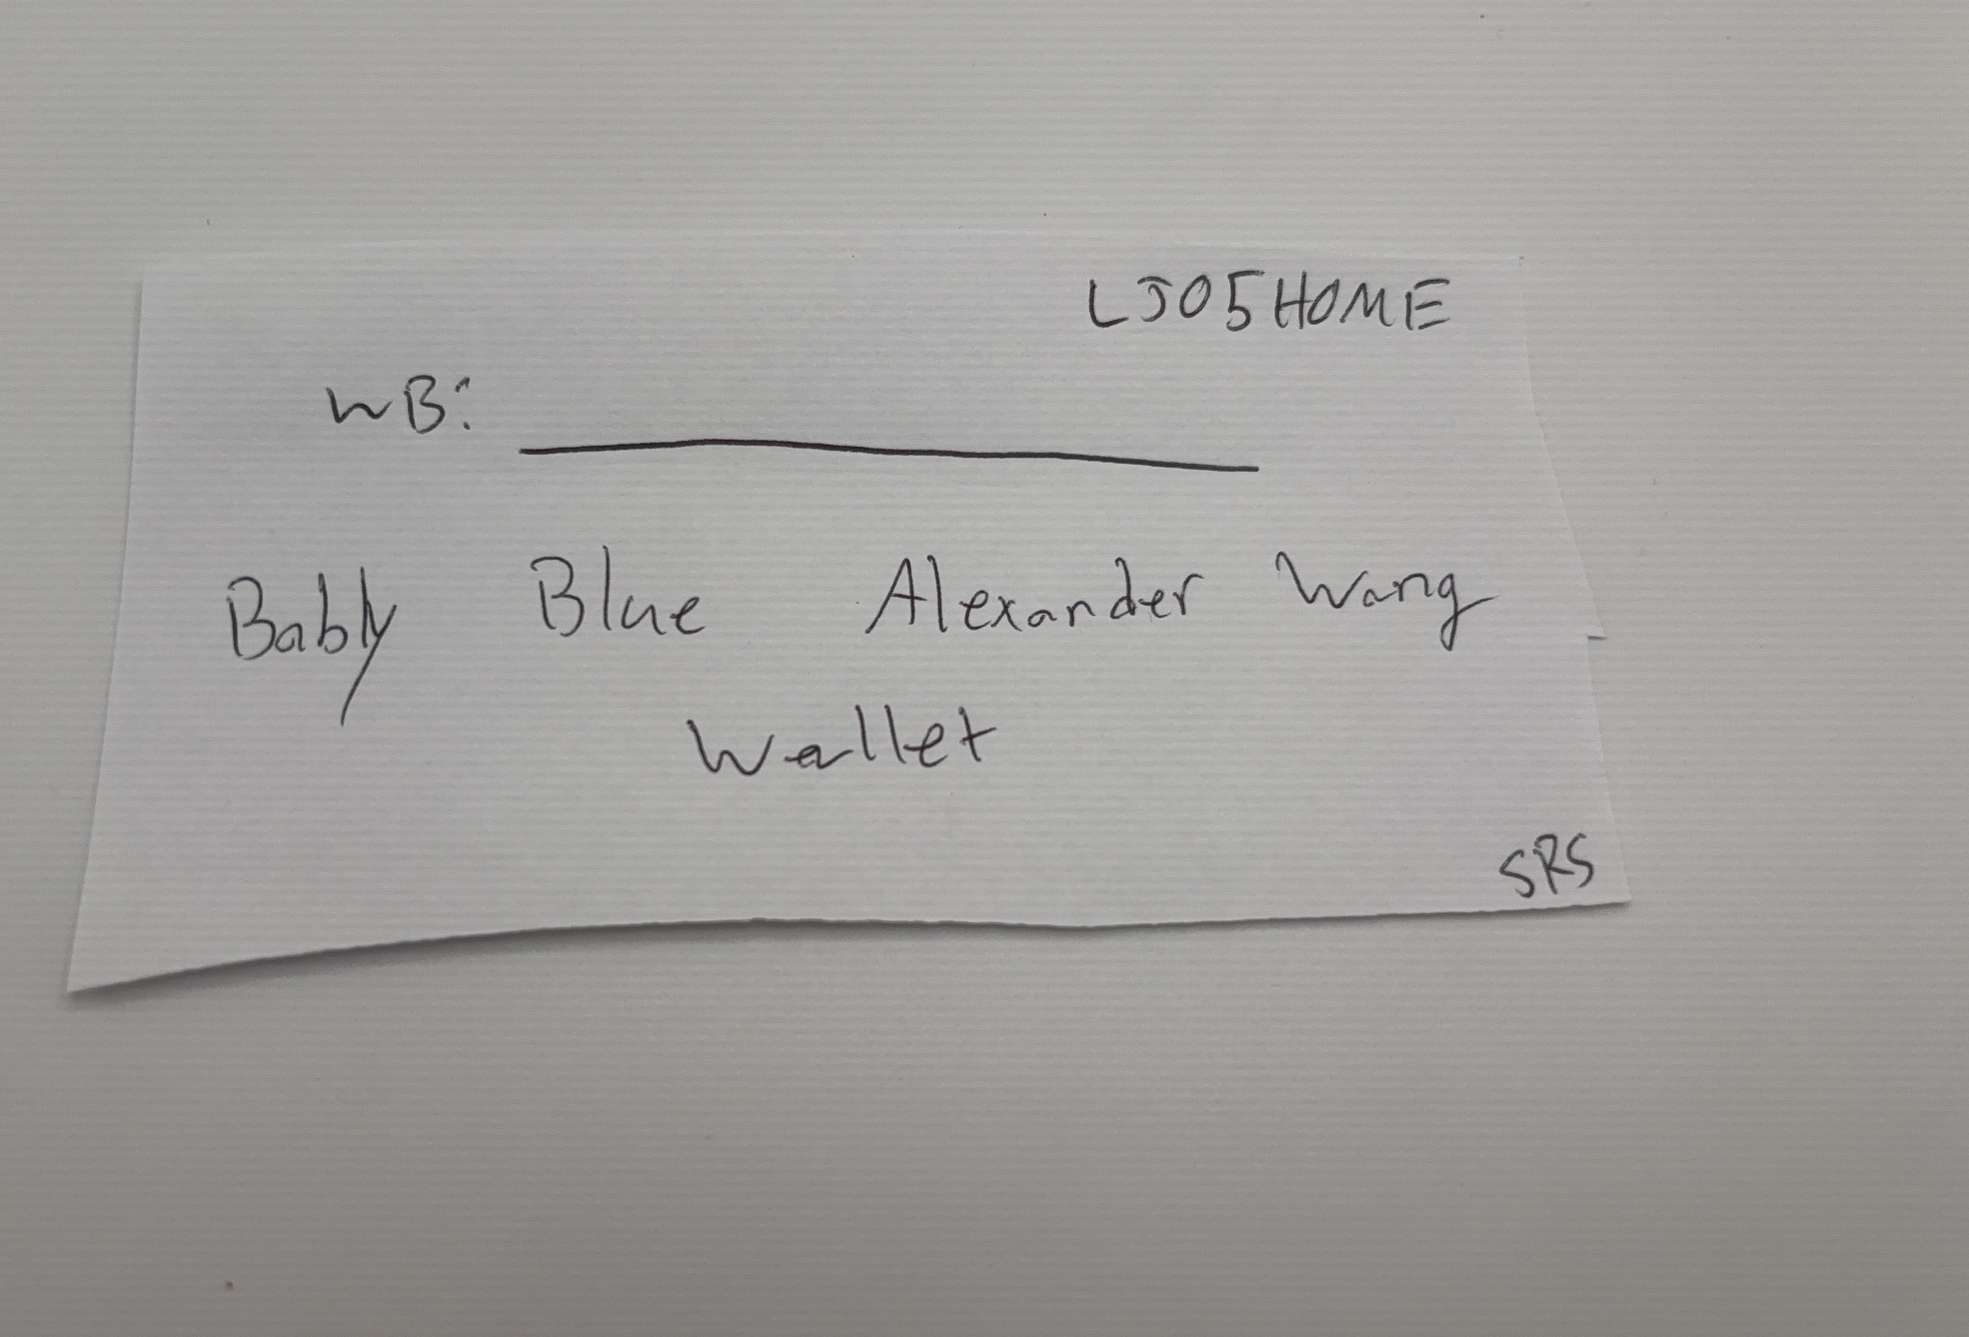 LJ05HOME
WB:
Bably Blue Alexander Wang
Wallet
SRS